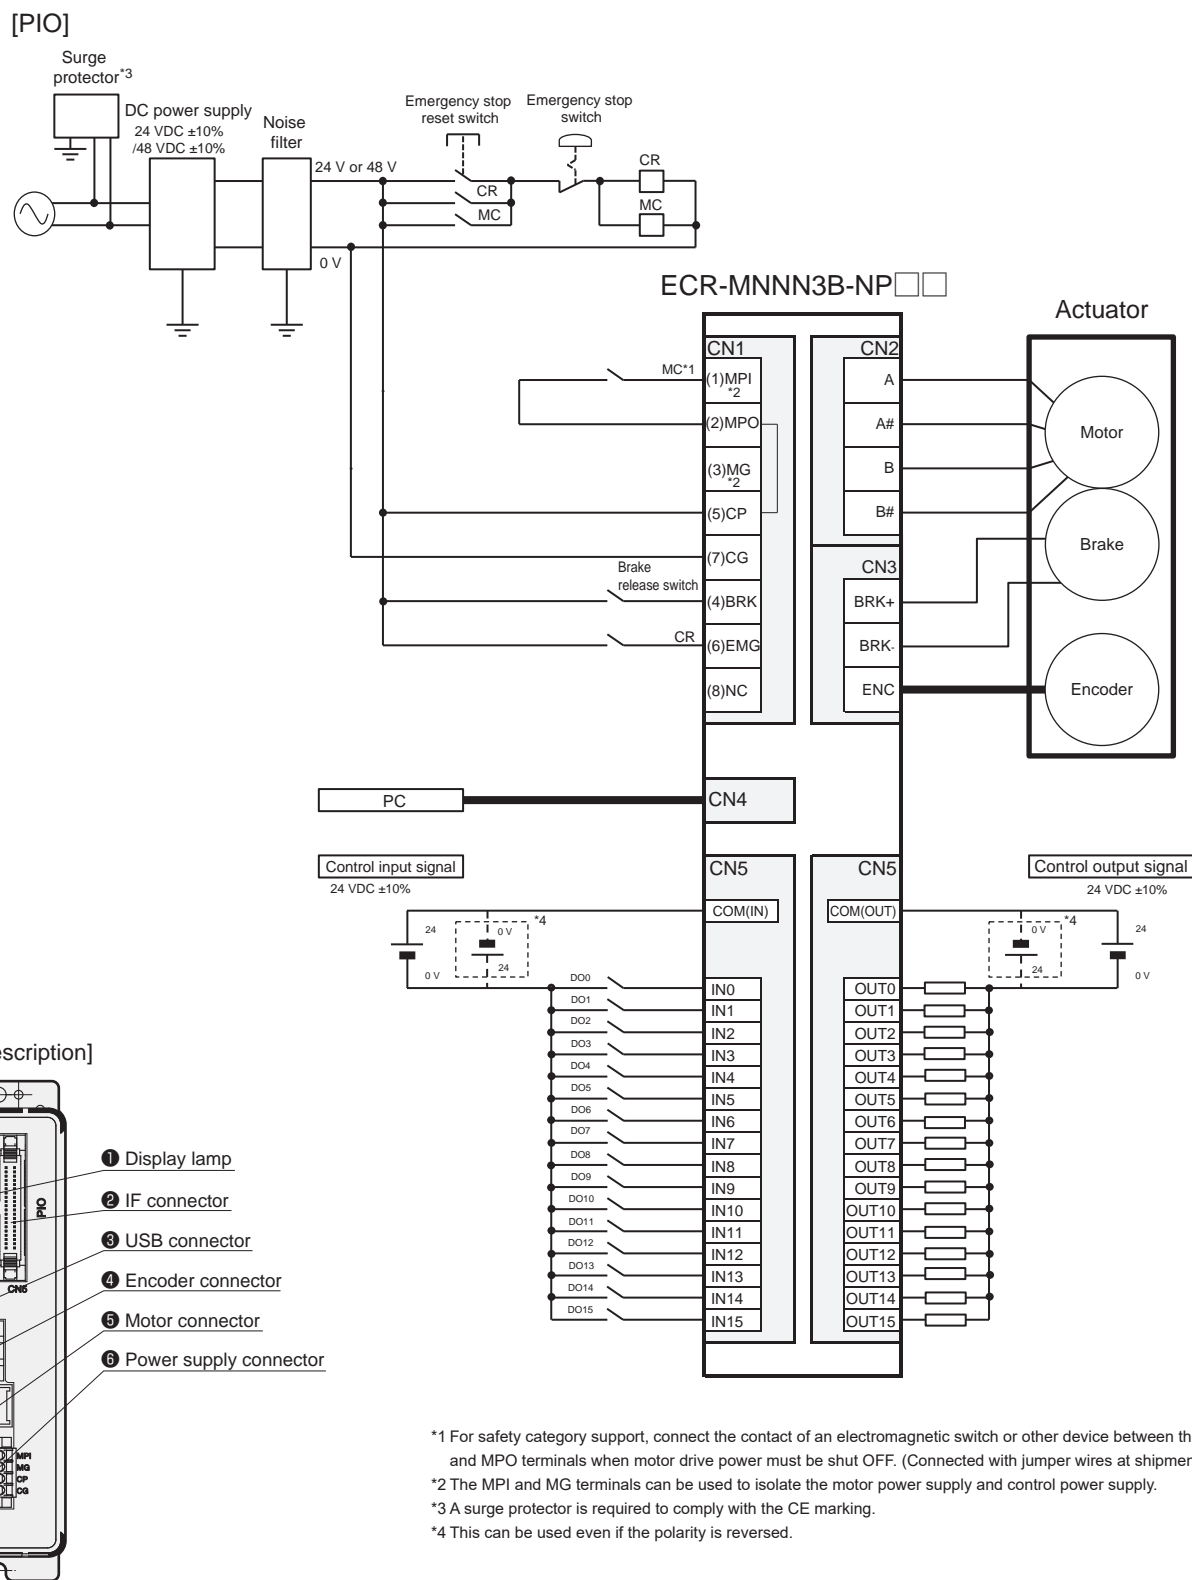 [PIO]
Surge
protector*3
DC power supply
24 VDC ±10%
/48 VDC ±10%
Noise
filter
24 V or 48 V
0 V
Emergency stop
reset switch
Emergency stop
switch
CR
MC
CR
MC
ECR-MNNN3B-NP□□
Actuator
CN1
MC*1
(1)MPI
*2
(2)MPO
(3)MG
*2
(5)CP
(7)CG
Brake
release switch
(4)BRK
CR
(6)EMG
(8)NC
CN2
A
A#
B
B#
CN3
BRK+
BRK-
ENC
Motor
Brake
Encoder
PC
CN4
Control input signal
24 VDC ±10%
CN5
COM(IN)
24
0 V
0 V
24
*4
DO0
IN0
DO1
IN1
DO2
IN2
DO3
IN3
DO4
IN4
DO5
IN5
DO6
IN6
DO7
IN7
DO8
IN8
DO9
IN9
DO10
IN10
DO11
IN11
DO12
IN12
DO13
IN13
DO14
IN14
DO15
IN15
CN5
COM(OUT)
Control output signal
24 VDC ±10%
0 V
24
*4
24
0 V
OUT0
OUT1
OUT2
OUT3
OUT4
OUT5
OUT6
OUT7
OUT8
OUT9
OUT10
OUT11
OUT12
OUT13
OUT14
OUT15
escription]
❶ Display lamp
❷ IF connector
❸ USB connector
❹ Encoder connector
❺ Motor connector
❻ Power supply connector
PIO
CN5
MPI
MG
CP
CG
*1 For safety category support, connect the contact of an electromagnetic switch or other device between th
and MPO terminals when motor drive power must be shut OFF. (Connected with jumper wires at shipmen
*2 The MPI and MG terminals can be used to isolate the motor power supply and control power supply.
*3 A surge protector is required to comply with the CE marking.
*4 This can be used even if the polarity is reversed.